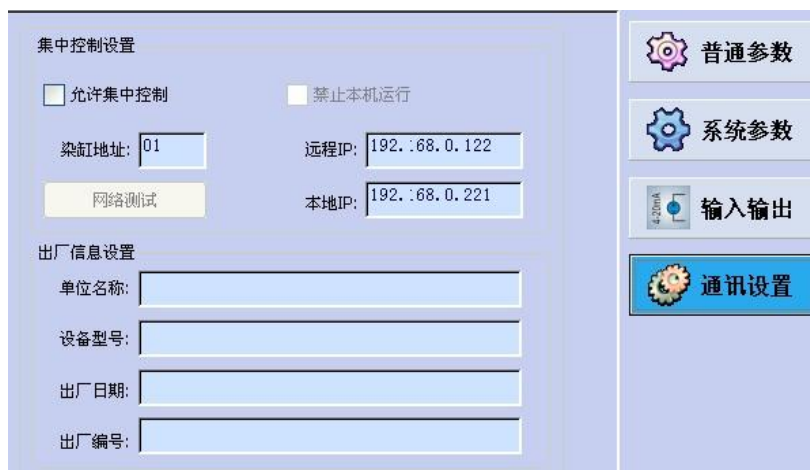 集中控制设置
允许集中控制
禁止本机运行
染缸地址: 01
远程IP: 192.168.0.122
网络测试
本地IP: 192.168.0.221
出厂信息设置
单位名称:
设备型号:
出厂日期:
出厂编号:
普通参数
系统参数
4-20mA
输入输出
通讯设置